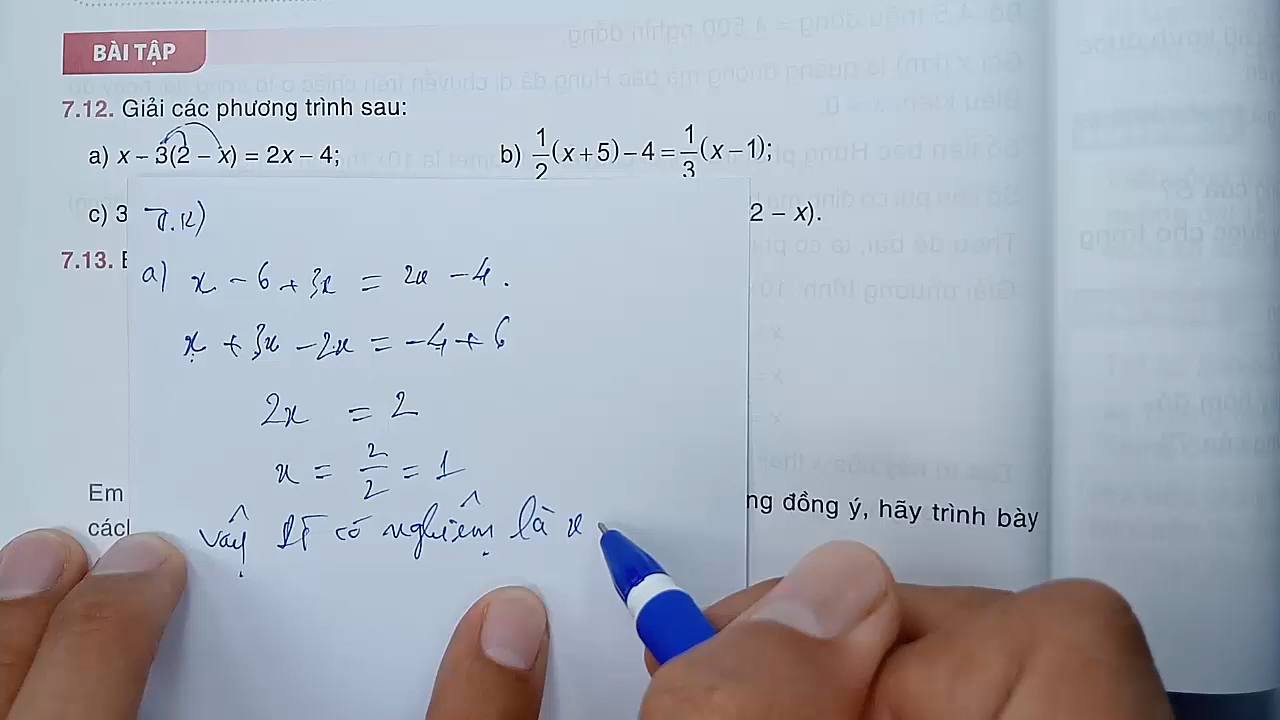 BÀI TẬP
7.12. Giải các phương trình sau:
a) x – 3(2 – x) = 2x – 4;
b) 1/2 (x + 5) – 4 = 1/3 (x – 1);
c) 3
2 – x).
7.13.
a) x - 6 + 3x = 2x - 4.
x + 3x - 2x = -4 + 6
2x = 2
x = 2/2 = 1
Em
ng đồng ý, hãy trình bày
các
vậy PT có nghiệm là x